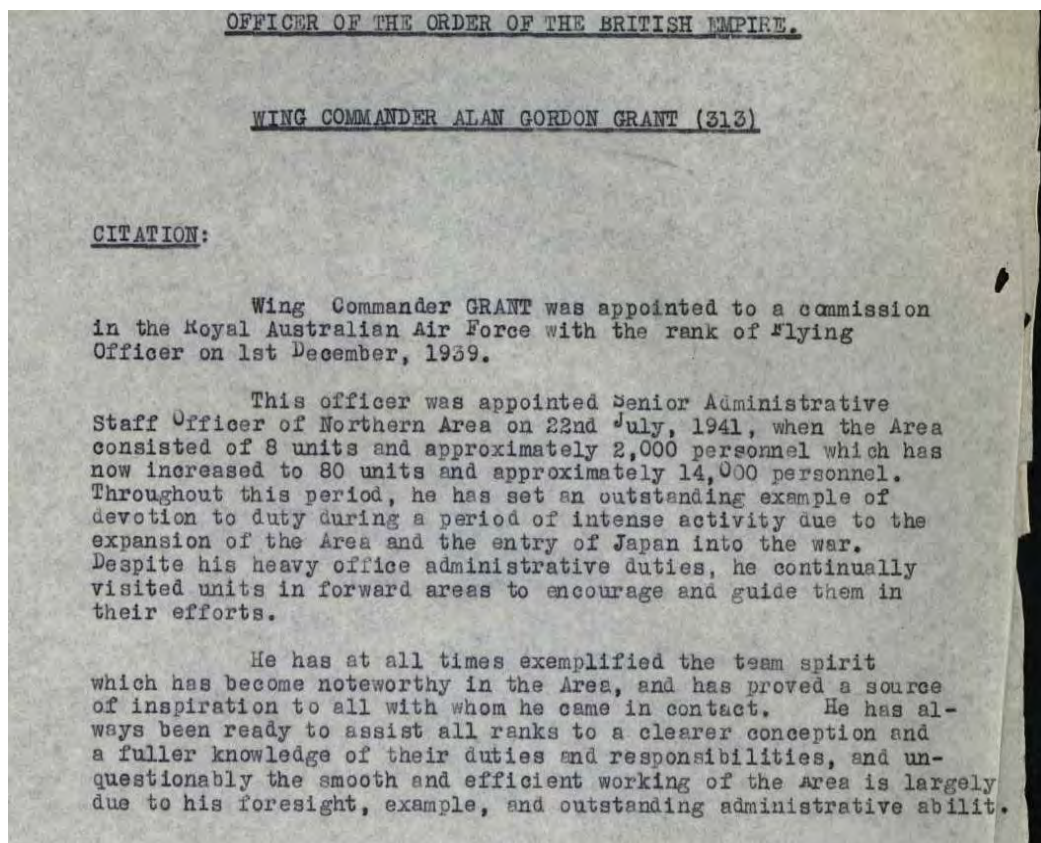 OFFICER OF THE ORDER OF THE BRITISH EMPIRE.
WING COMMANDER ALAN GORDON GRANT (313)
CITATION:
Wing Commander GRANT was appointed to a commission
in the Royal Australian Air Force with the rank of Flying
Officer on 1st December, 1939.
This officer was appointed Senior Administrative
Staff Officer of Northern Area on 22nd July, 1941, when the Area
consisted of 8 units and approximately 2,000 personnel which has
now increased to 80 units and approximately 14,000 personnel.
Throughout this period, he has set an outstanding example of
devotion to duty during a period of intense activity due to the
expansion of the Area and the entry of Japan into the war.
Despite his heavy office administrative duties, he continually
visited units in forward areas to encourage and guide them in
their efforts.
He has at all times exemplified the team spirit
which has become noteworthy in the Area, and has proved a source
of inspiration to all with whom he came in contact. He has al-
ways been ready to assist all ranks to a clearer conception and
a fuller knowledge of their duties and responsibilities, and un-
questionably the smooth and efficient working of the Area is largely
due to his foresight, example, and outstanding administrative abilit.